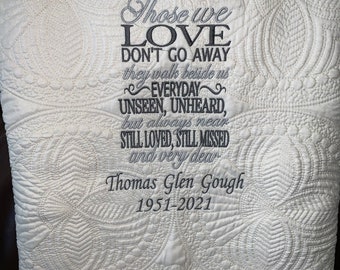 Those we
LOVE
DON'T GO AWAY
they walk beside us
EVERYDAY
UNSEEN, UNHEARD,
but always near
STILL LOVED, STILL MISSED
and very dear
Thomas Glen Gough
1951-2021